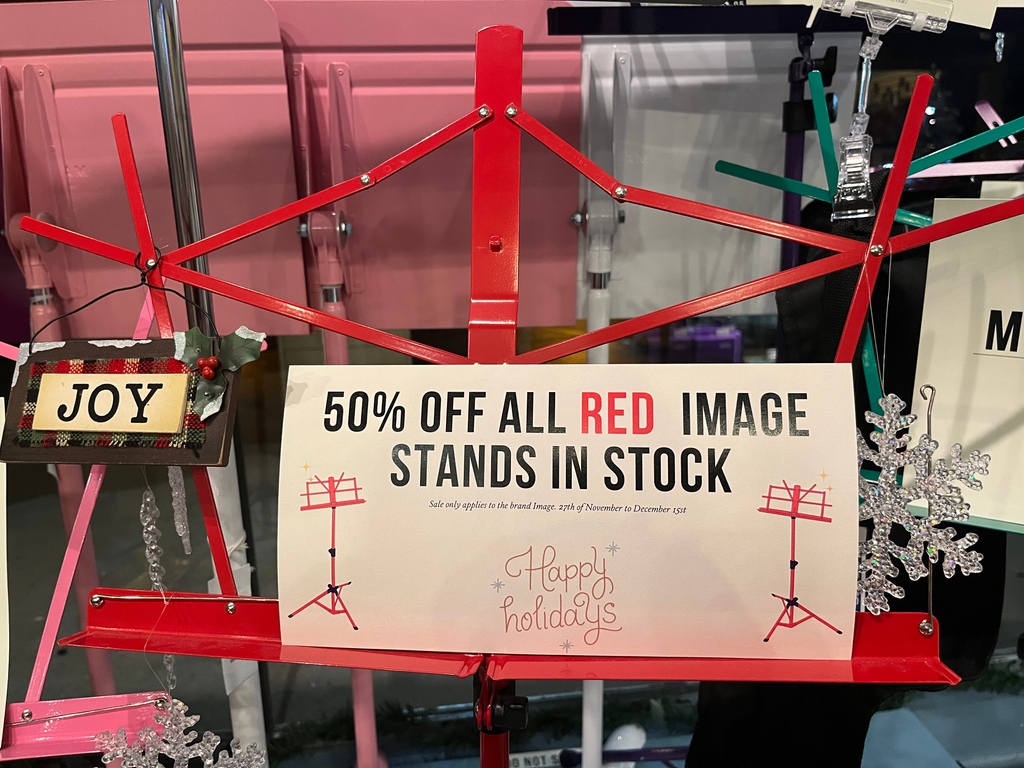 JOY
50% OFF ALL RED IMAGE
STANDS IN STOCK
Sale only applies to the brand Image. 27th of November to December 15st
Happy
holidays
M